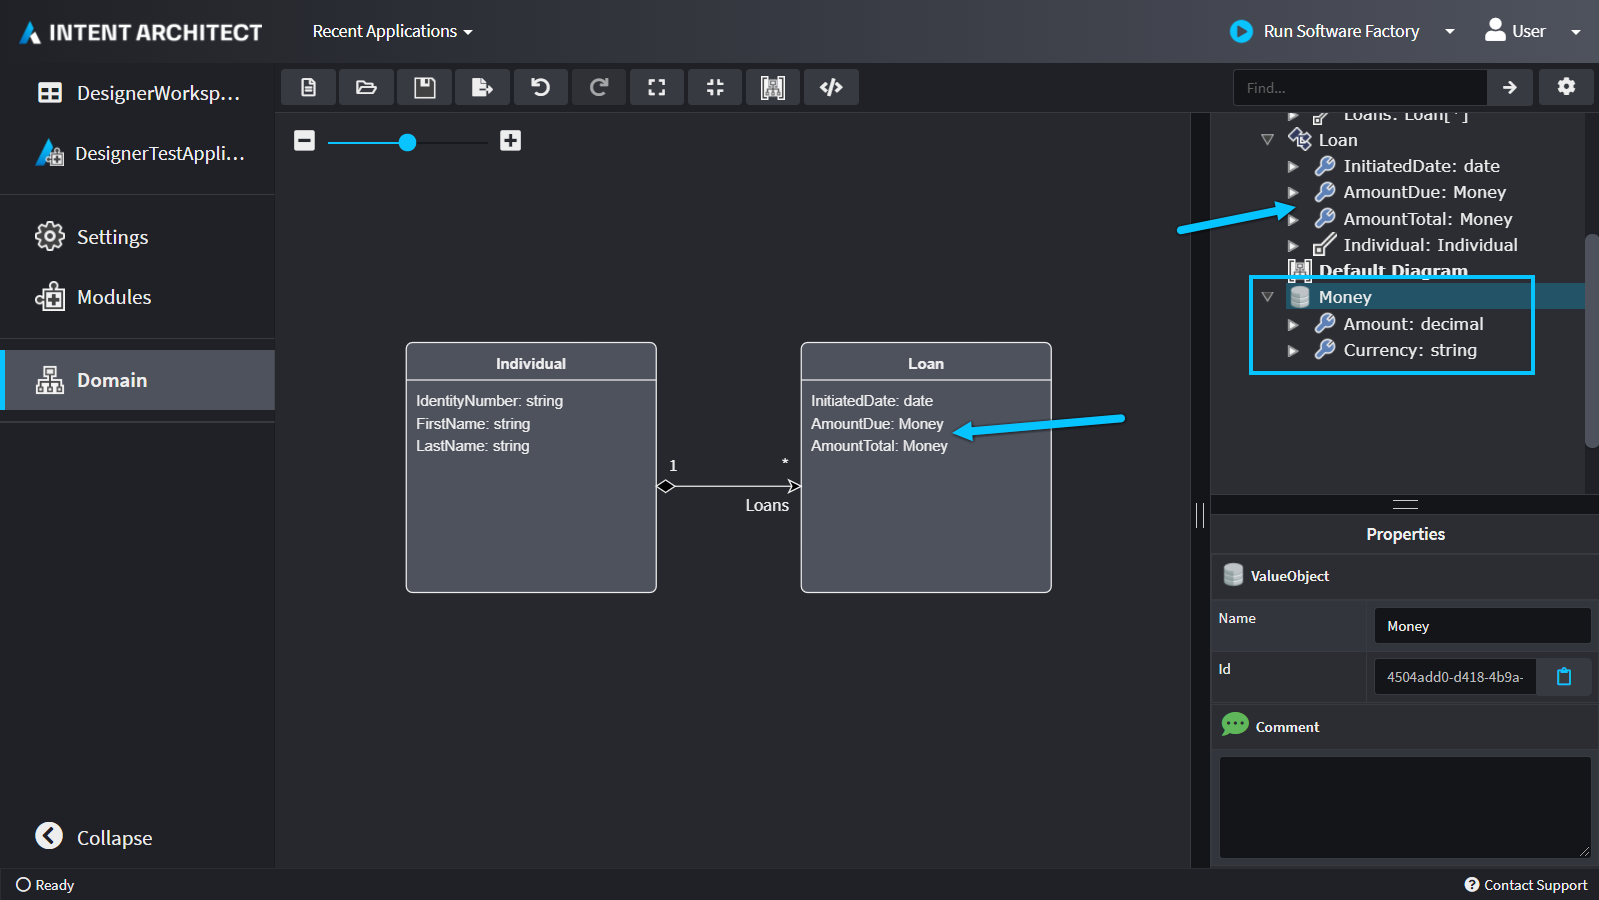 INTENT ARCHITECT
Recent Applications
Run Software Factory
User
DesignerWorksp...
DesignerTestAppli...
Settings
Modules
Domain
Collapse
Find...
Individual
IdentityNumber: string
FirstName: string
LastName: string
1
*
Loans
Loan
InitiatedDate: date
AmountDue: Money
AmountTotal: Money
Loans: Loan[*]
Loan
InitiatedDate: date
AmountDue: Money
AmountTotal: Money
Individual: Individual
Default Diagram
Money
Amount: decimal
Currency: string
Properties
ValueObject
Name
Money
Id
4504add0-d418-4b9a-
Comment
Ready
Contact Support